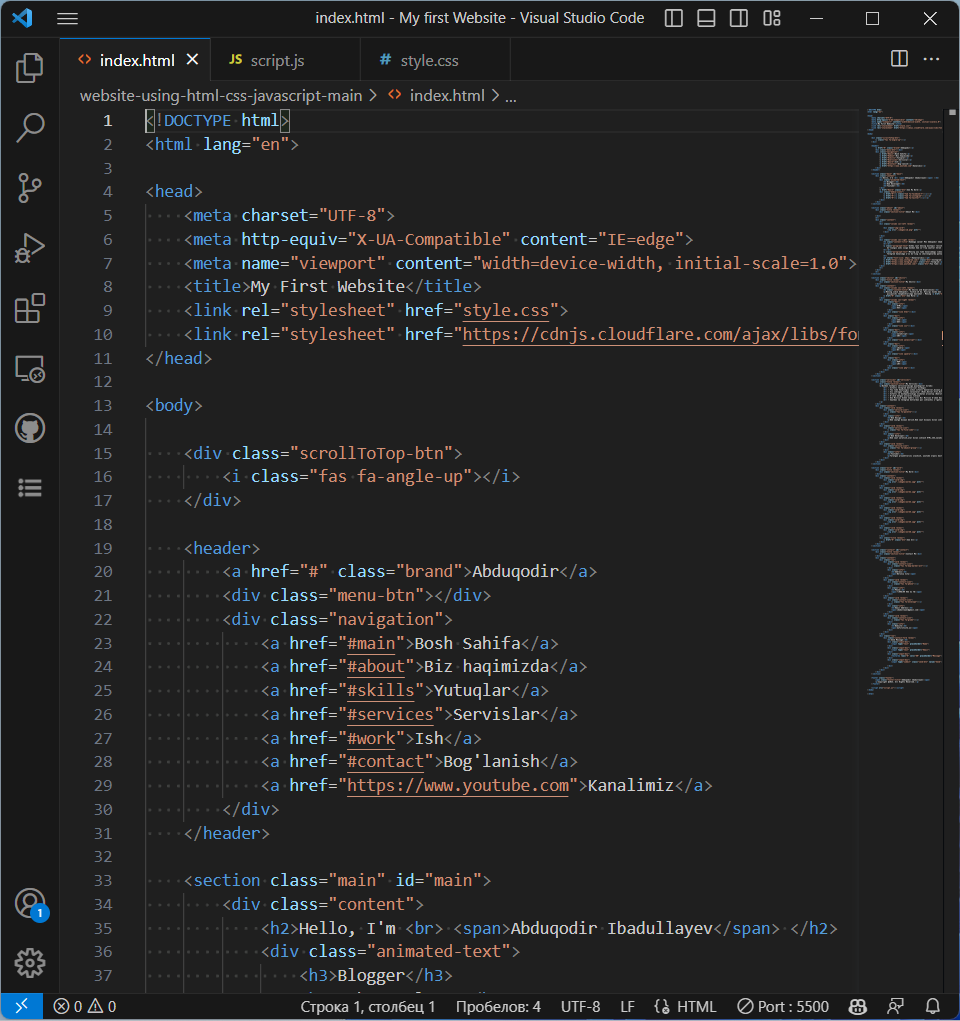 index.html - My first Website - Visual Studio Code
index.html
JS script.js
# style.css
website-using-html-css-javascript-main > index.html > ...
1 <!DOCTYPE html>
2 <html lang="en">
3
4 <head>
5 <meta charset="UTF-8">
6 <meta http-equiv="X-UA-Compatible" content="IE=edge">
7 <meta name="viewport" content="width=device-width, initial-scale=1.0">
8 <title>My First Website</title>
9 <link rel="stylesheet" href="style.css">
10 <link rel="stylesheet" href="https://cdnjs.cloudflare.com/ajax/libs/fo
11 </head>
12
13 <body>
14
15 <div class="scrollToTop-btn">
16 <i class="fas fa-angle-up"></i>
17 </div>
18
19 <header>
20 <a href="#" class="brand">Abduqodir</a>
21 <div class="menu-btn"></div>
22 <div class="navigation">
23 <a href="#main">Bosh Sahifa</a>
24 <a href="#about">Biz haqimizda</a>
25 <a href="#skills">Yutuqlar</a>
26 <a href="#services">Servislar</a>
27 <a href="#work">Ish</a>
28 <a href="#contact">Bog'lanish</a>
29 <a href="https://www.youtube.com">Kanalimiz</a>
30 </div>
31 </header>
32
33 <section class="main" id="main">
34 <div class="content">
35 <h2>Hello, I'm <br> <span>Abduqodir Ibadullayev</span> </h2>
36 <div class="animated-text">
37 <h3>Blogger</h3>
1
0 0 Строка 1, столбец 1 Пробелов: 4 UTF-8 LF HTML Port : 5500